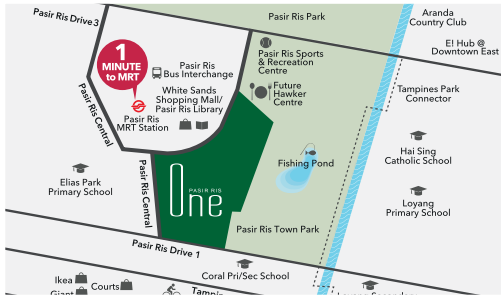 Pasir Ris Drive 3
Pasir Ris Park
Aranda
Country Club
E! Hub @
Downtown East
1
MINUTE
to MRT
Pasir Ris
Bus Interchange
Pasir Ris Sports
& Recreation
Centre
White Sands
Shopping Mall/
Pasir Ris Library
Future
Hawker
Centre
Tampines Park
Connector
Pasir Ris Central
Pasir Ris
MRT Station
Hai Sing
Catholic School
Fishing Pond
Elias Park
Primary School
Pasir Ris Central
PASIR RIS
One
Loyang
Primary School
Pasir Ris Town Park
Pasir Ris Drive 1
Coral Pri/Sec School
Ikea
Courts
Giant